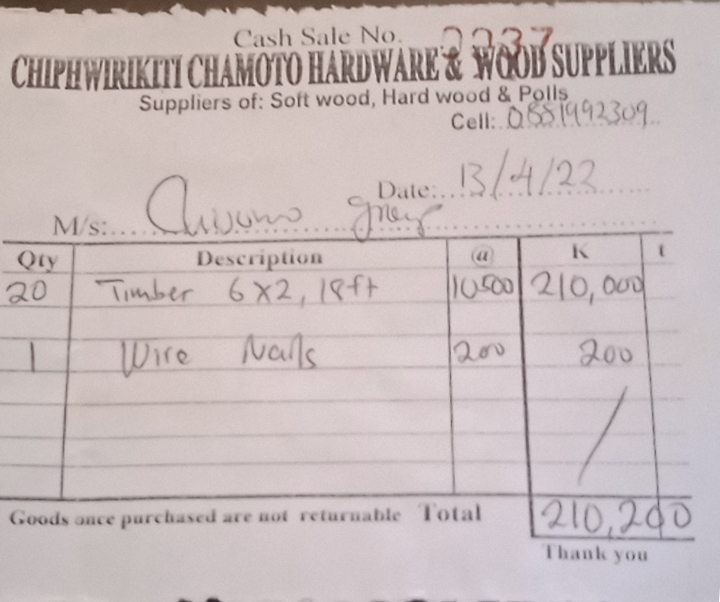 Cash Sale No. 2237
CHIPHWIRIKITI CHAMOTO HARDWARE & WOOD SUPPLIERS
Suppliers of: Soft wood, Hard wood & Polls
Cell: 0881992309
Date: 13/4/22
M/s:
Qty Description @ K t
20 Timber 6x2, 18ft 10500 210,000
1 Wire Nails 200 200
Goods once purchased are not returnable Total 210,200
Thank you